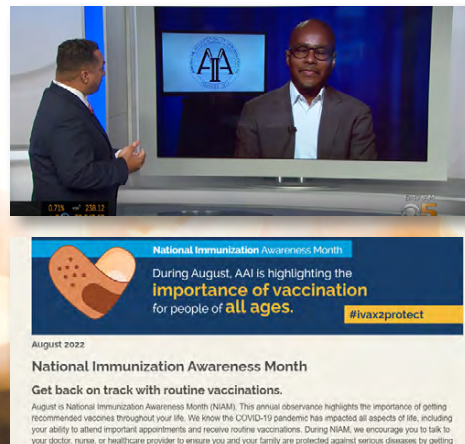 AIA
0.71% 238.12
5
National Immunization Awareness Month
During August, AAI is highlighting the
importance of vaccination
for people of all ages.
#ivax2protect
August 2022
National Immunization Awareness Month
Get back on track with routine vaccinations.
August is National Immunization Awareness Month (NIAM). This annual observance highlights the importance of getting
recommended vaccines throughout your life. We know the COVID-19 pandemic has impacted all aspects of life, including
your ability to attend important appointments and receive routine vaccinations. During NIAM, we encourage you to talk to
your doctor, nurse, or healthcare provider to ensure you and your family are protected against serious diseases by getting